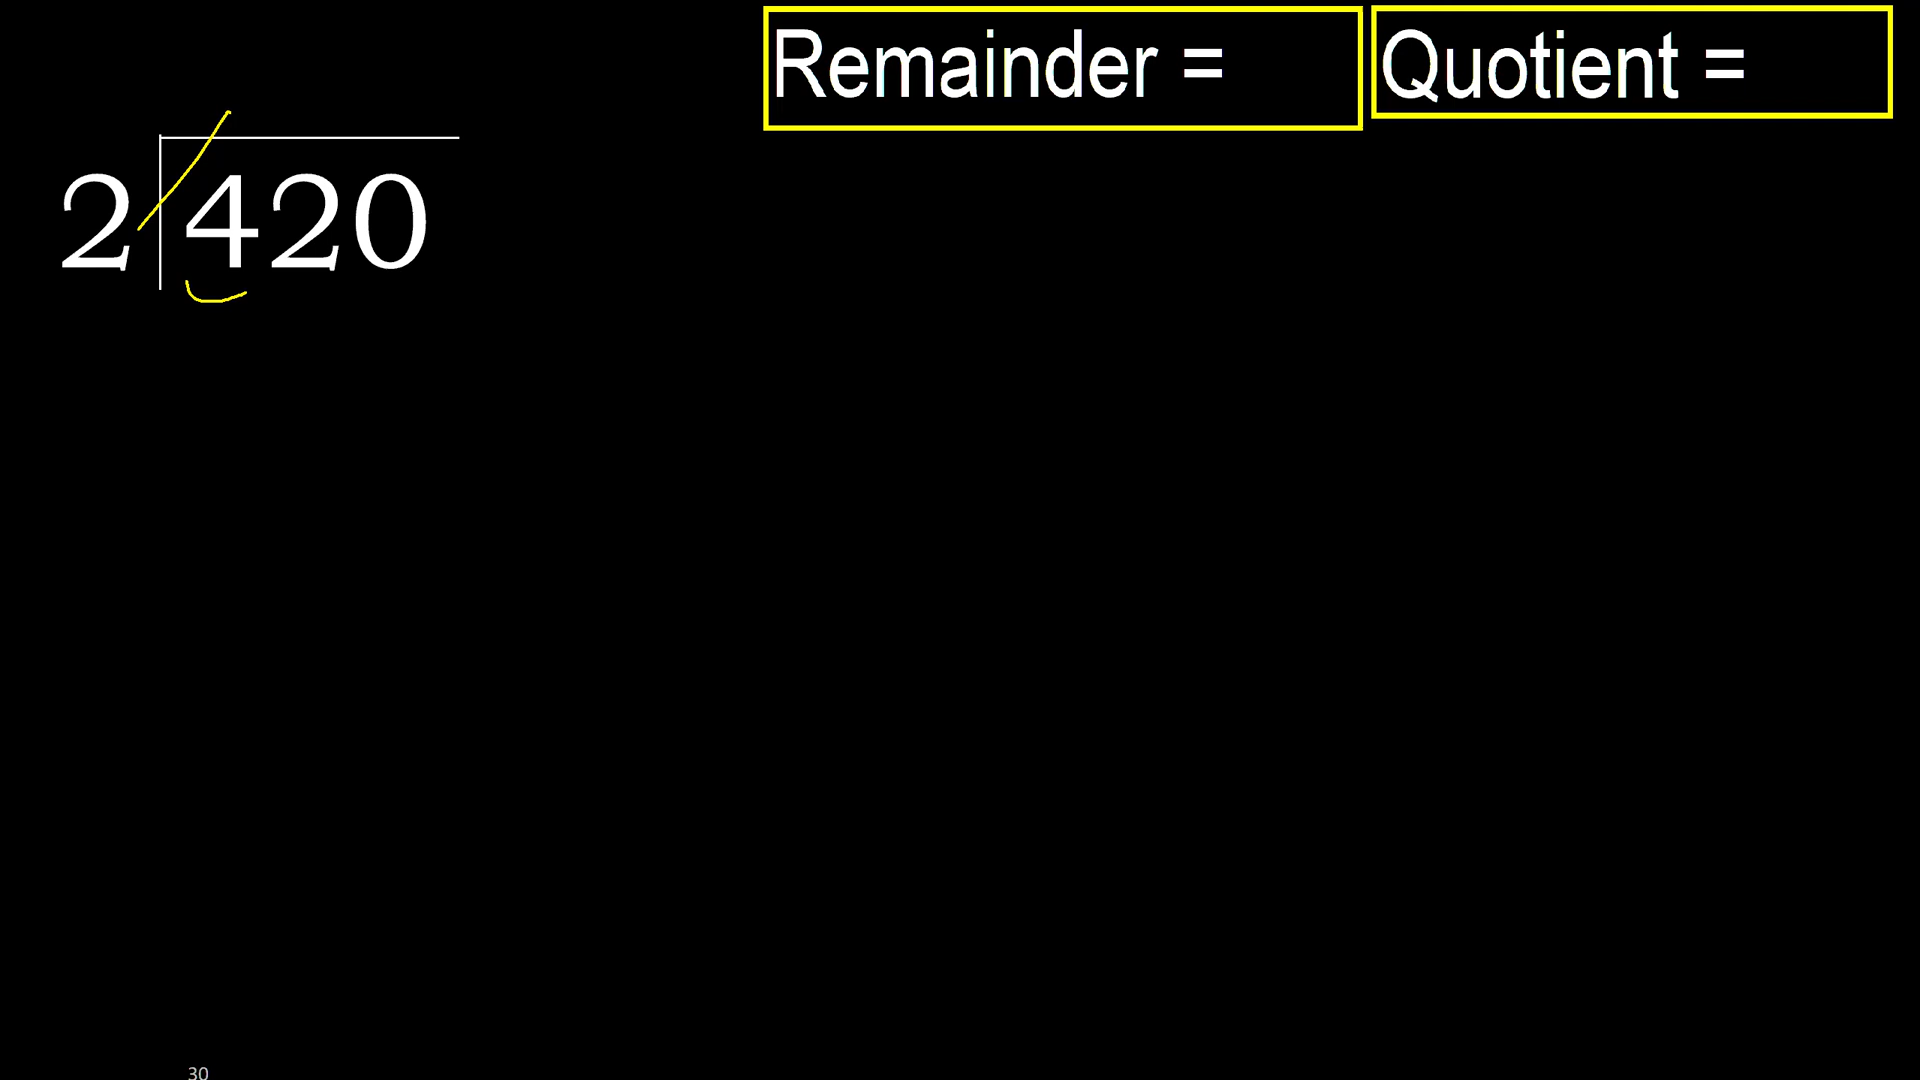 Remainder = Quotient =
2 420
30